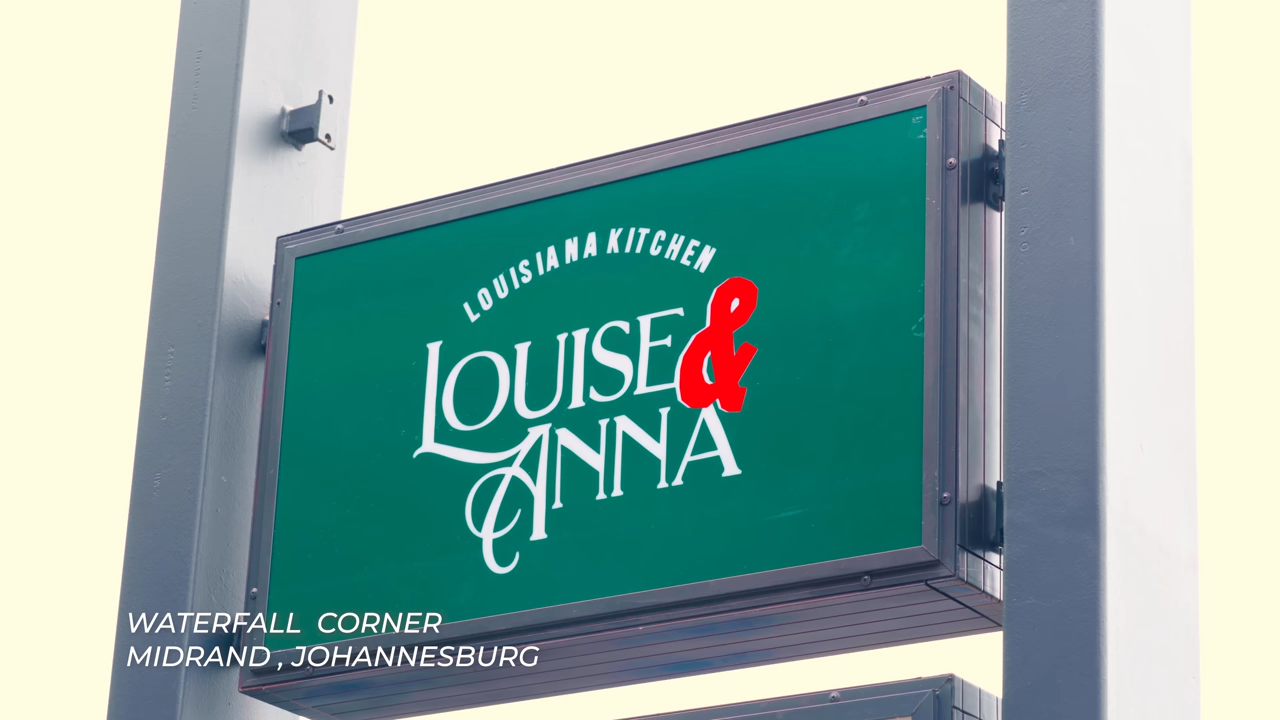 LOUISIANA KITCHEN
LOUISE &
ANNA
WATERFALL CORNER
MIDRAND , JOHANNESBURG